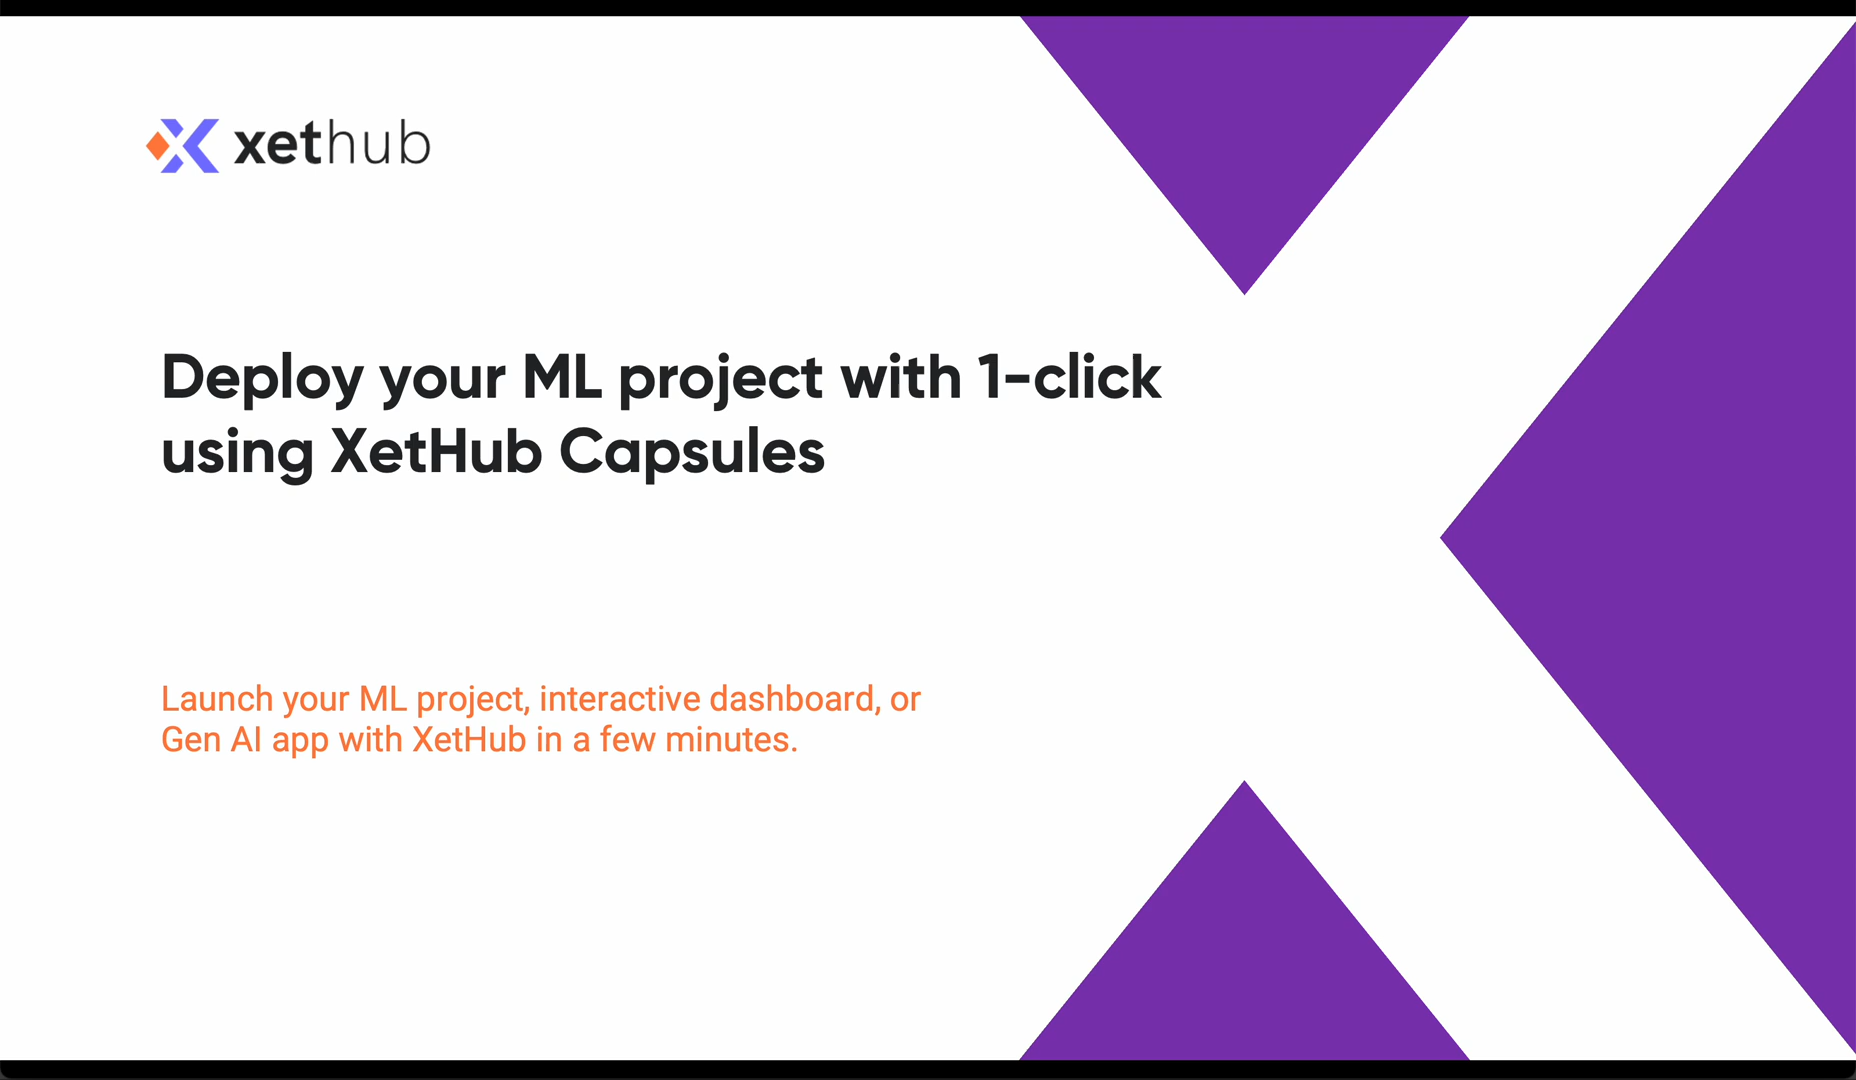 xethub
Deploy your ML project with 1-click
using XetHub Capsules
Launch your ML project, interactive dashboard, or
Gen AI app with XetHub in a few minutes.